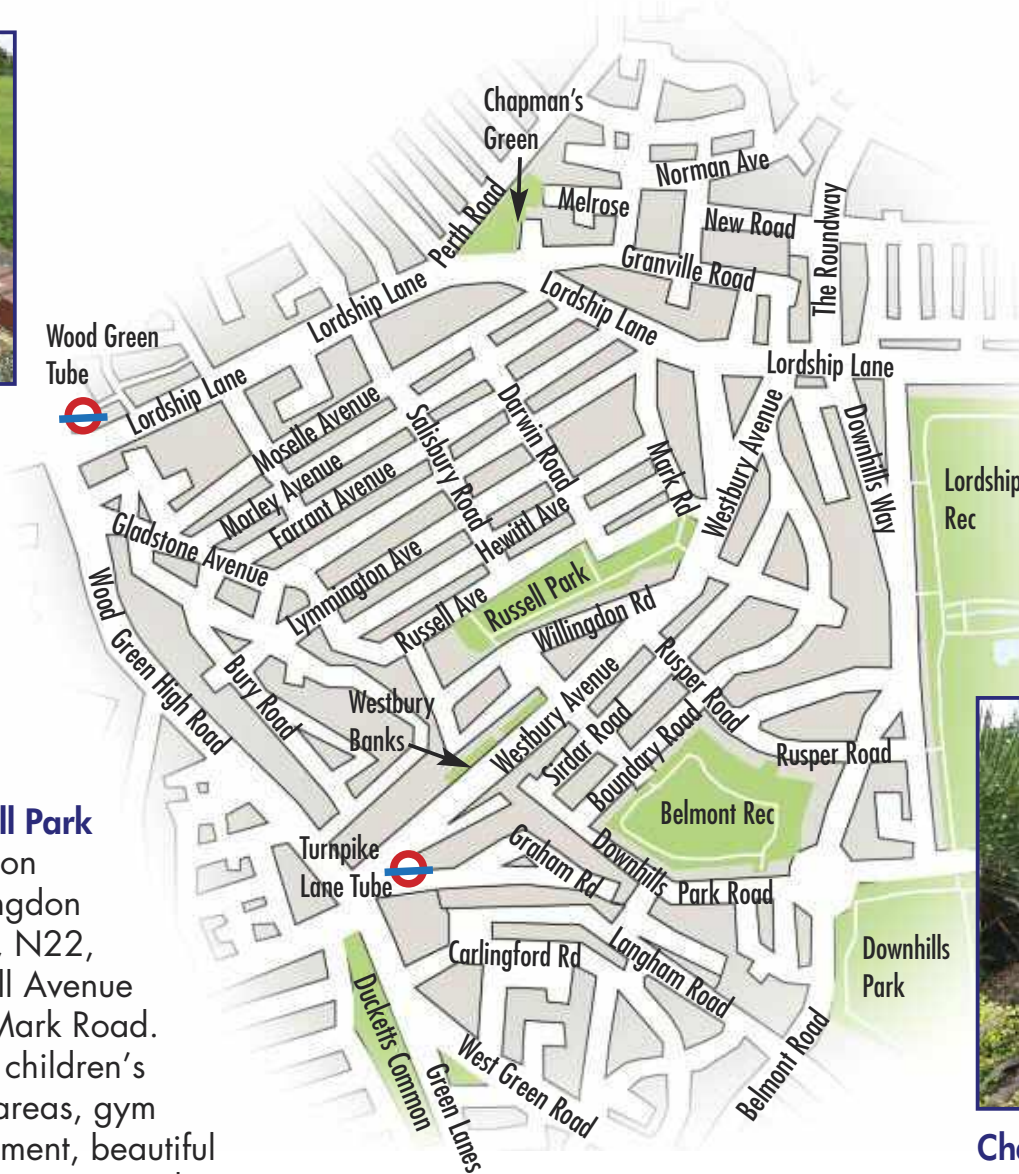 Chapman's
Green
Norman Ave
Melrose
Perth Road
New Road
The Roundway
Granville Road
Lordship Lane
Lordship Lane
Wood Green
Tube
Lordship Lane
Lordship Lane
Moselle Avenue
Salisbury Road
Darwin Road
Mark Rd
Westbury Avenue
Downhills Way
Lordship
Rec
Morley Avenue
Farrant Avenue
Hewittl Ave
Gladstone Avenue
Lymmington Ave
Russell Ave
Russell Park
Willingdon Rd
Wood Green High Road
Bury Road
Westbury
Banks
Westbury Avenue
Rusper Road
Sirdar Road
Boundary Road
Rusper Road
Belmont Rec
Turnpike
Lane Tube
Graham Rd
Downhills
Park Road
Carlingford Rd
Langham Road
Downhills
Park
Ducketts Common
Green Lanes
West Green Road
Belmont Road
ll Park
on
ngdon
N22,
ll Avenue
Mark Road.
children's
areas, gym
ment, beautiful
Che